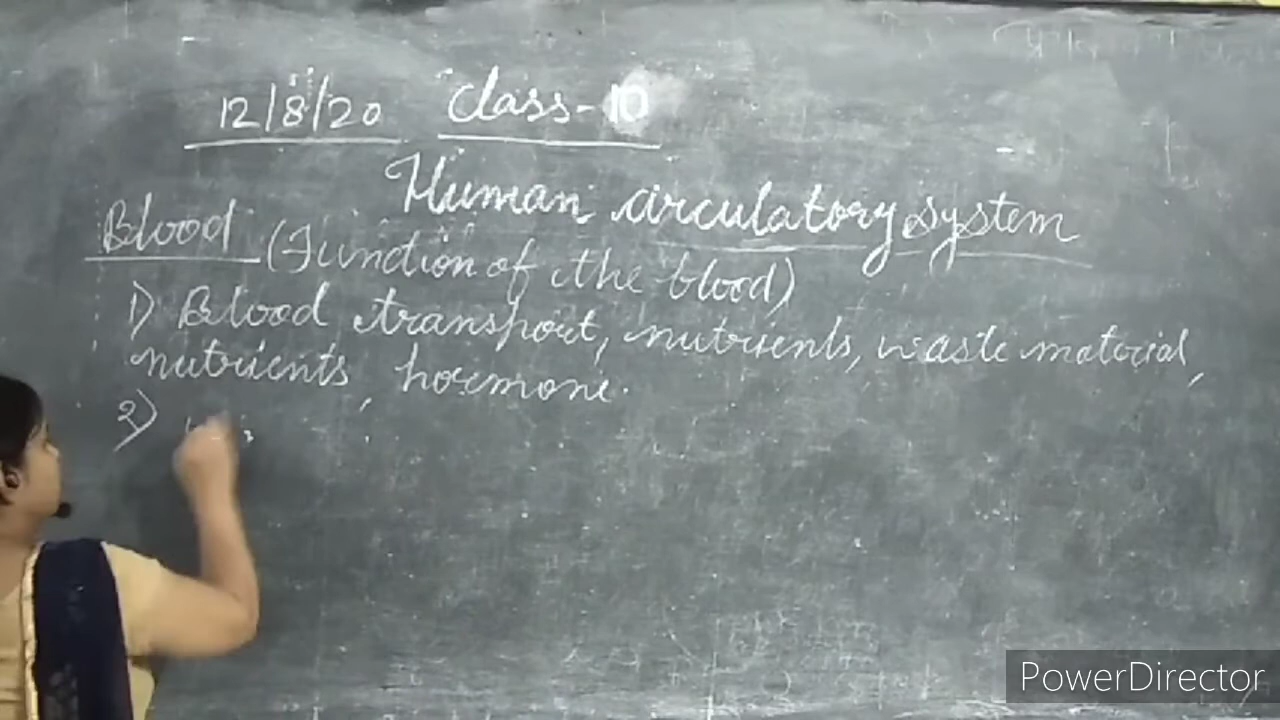 12/8/20 Class-10
Human circulatory system
Blood (Function of the blood)
1) Blood transport, nutrients, waste material,
nutrients, hormone.
2)
PowerDirector